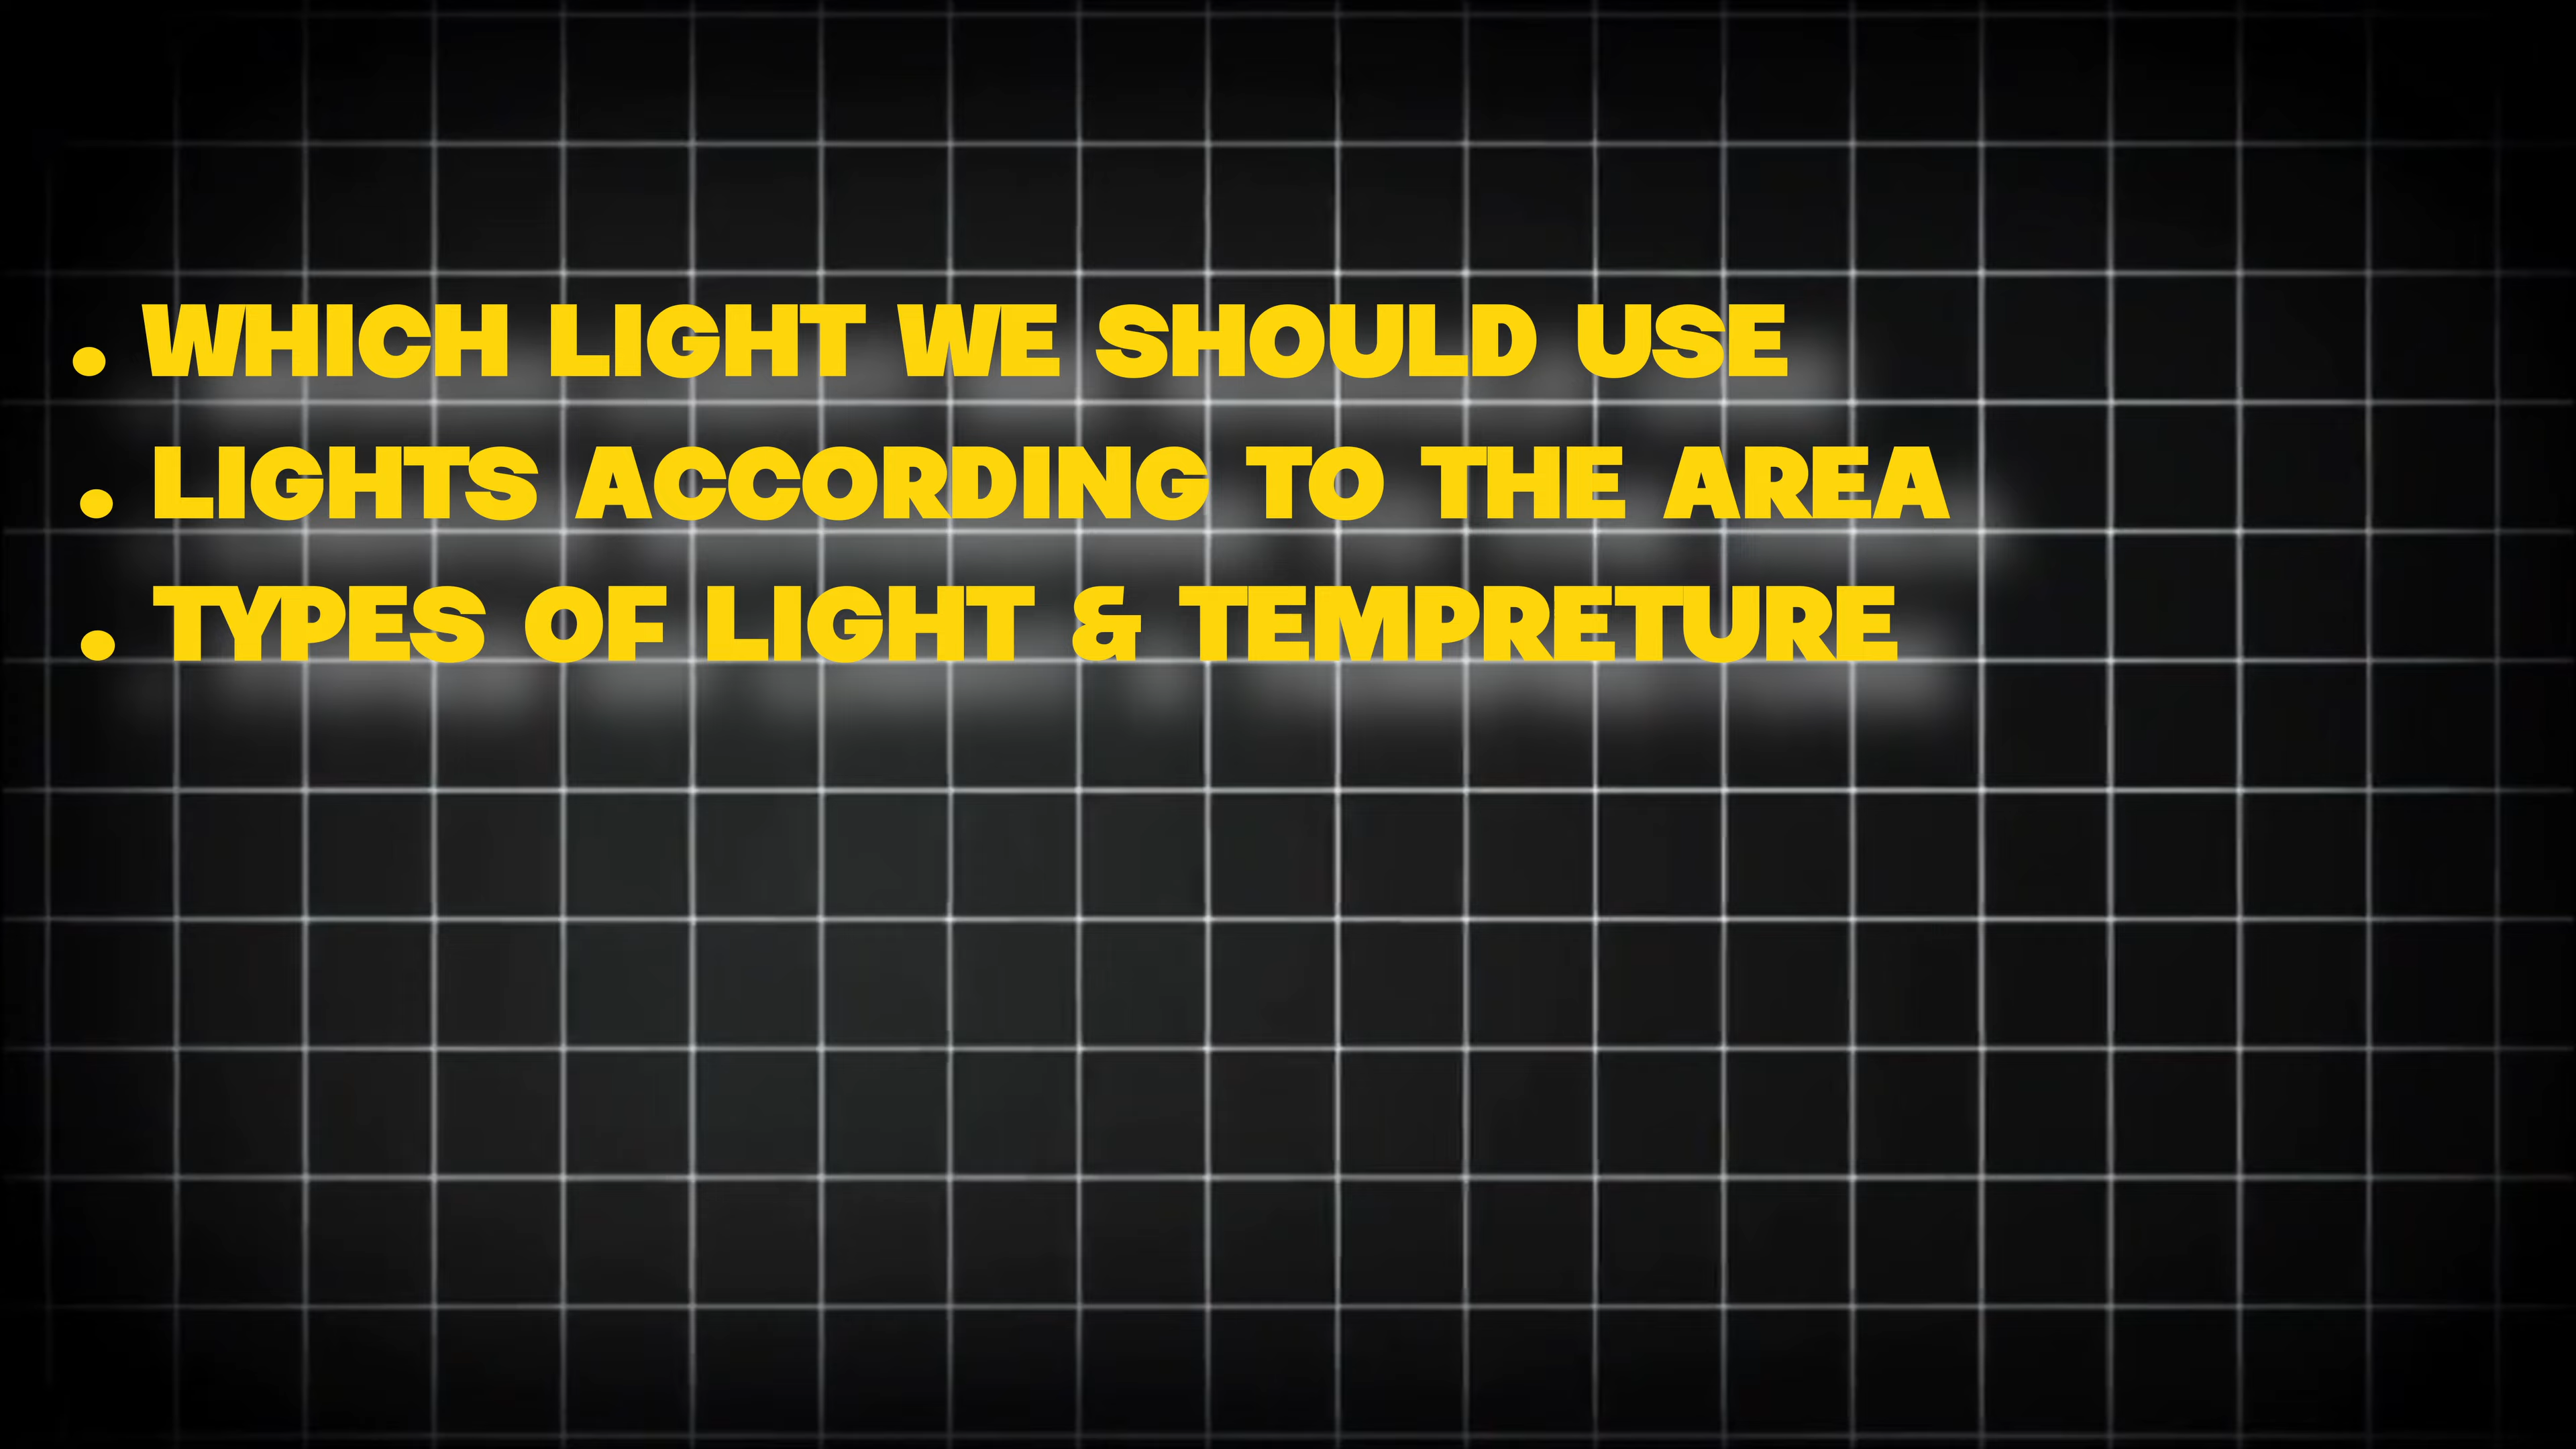 . WHICH LIGHT WE SHOULD USE
. LIGHTS ACCORDING TO THE AREA
. TYPES OF LIGHT & TEMPRETURE